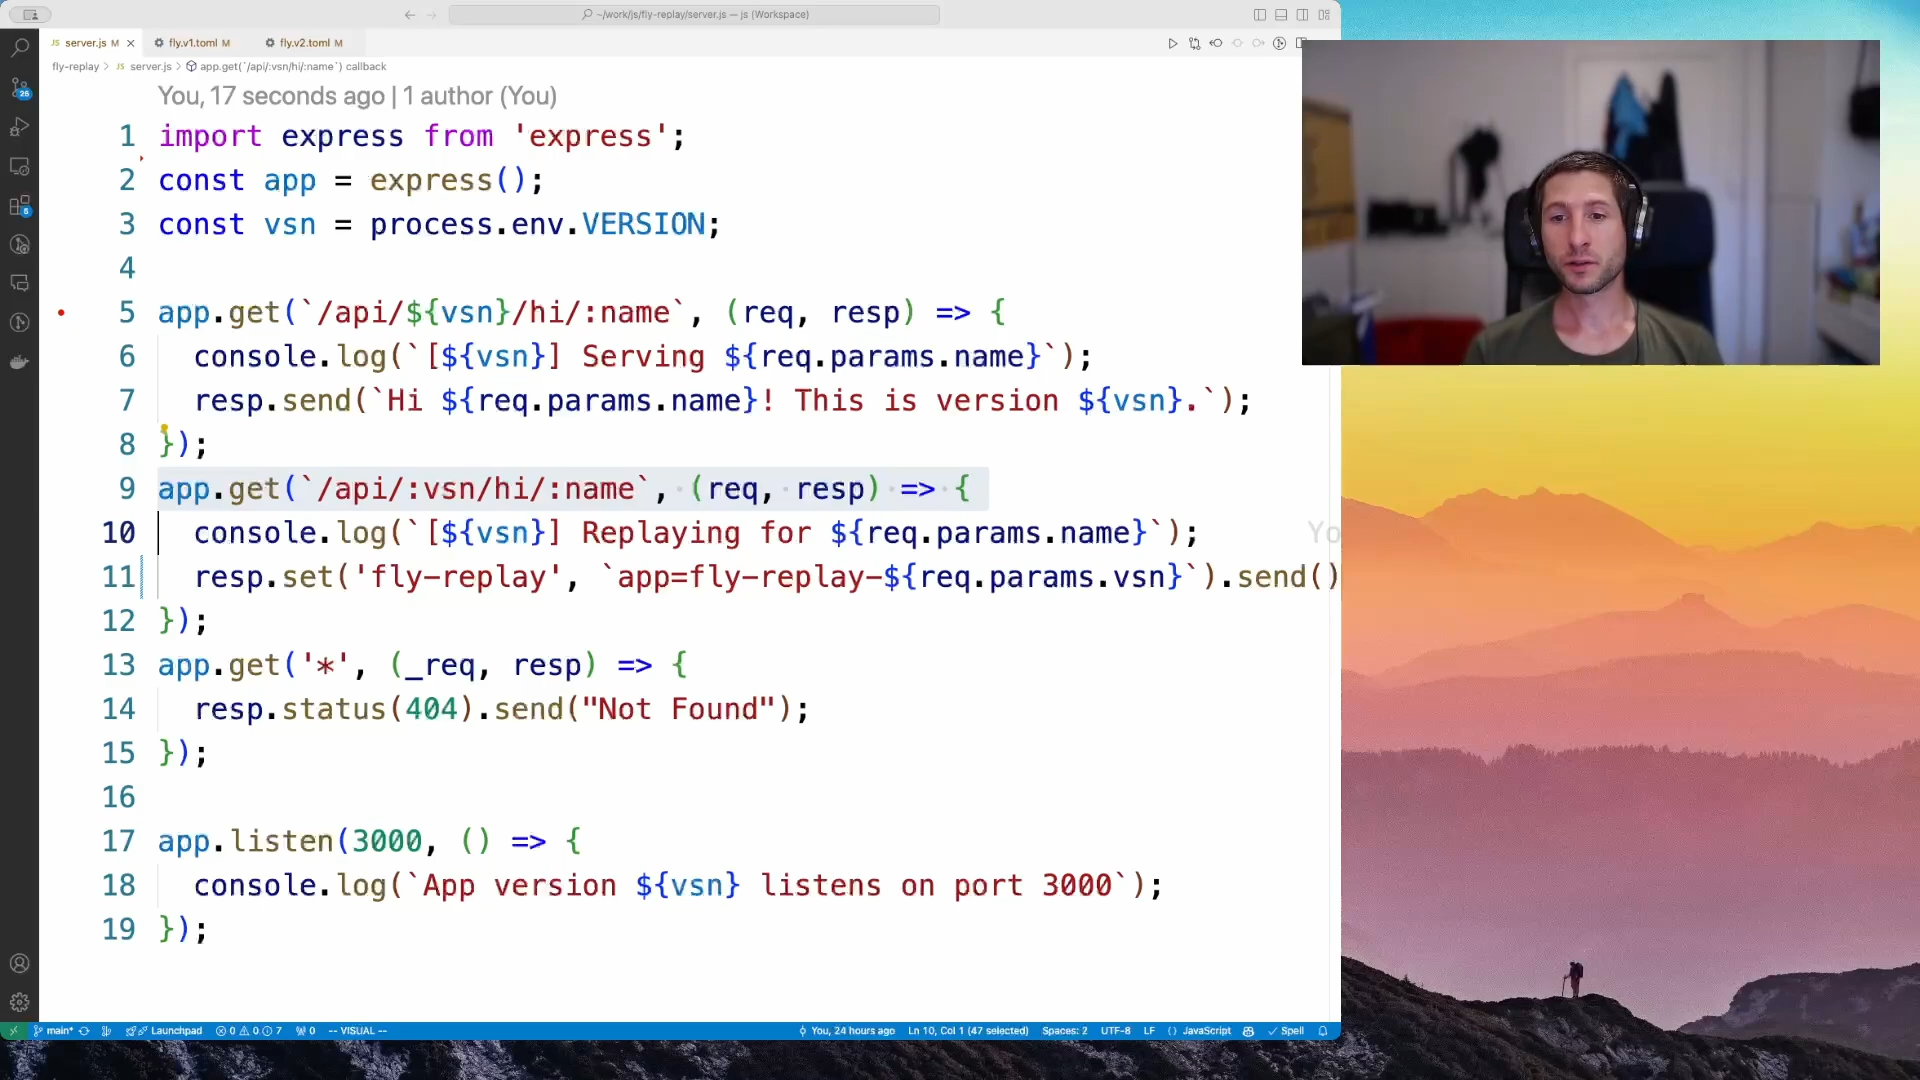 ~/work/js/fly-replay/server.js — js (Workspace)
JS server.js M
fly.v1.toml M
fly.v2.toml M
fly-replay > JS server.js > app.get(`/api/:vsn/hi/:name`) callback
You, 17 seconds ago | 1 author (You)
1 import express from 'express';
2 const app = express();
3 const vsn = process.env.VERSION;
4
5 app.get(`/api/${vsn}/hi/:name`, (req, resp) => {
6 console.log(`[${vsn}] Serving ${req.params.name}`);
7 resp.send(`Hi ${req.params.name}! This is version ${vsn}.`);
8 });
9 app.get(`/api/:vsn/hi/:name`, (req, resp) => {
10 console.log(`[${vsn}] Replaying for ${req.params.name}`); Yo
11 resp.set('fly-replay', `app=fly-replay-${req.params.vsn}`).send()
12 });
13 app.get('*', (_req, resp) => {
14 resp.status(404).send("Not Found");
15 });
16
17 app.listen(3000, () => {
18 console.log(`App version ${vsn} listens on port 3000`);
19 });
25
main* Launchpad 0 0 7 0 -- VISUAL -- You, 24 hours ago Ln 10, Col 1 (47 selected) Spaces: 2 UTF-8 LF JavaScript Spell